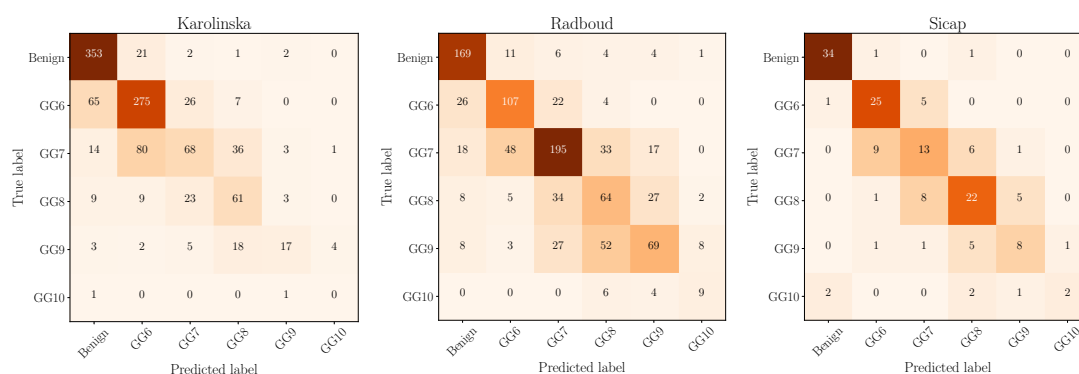 Karolinska
True label
Benign 353 21 2 1 2 0
GG6 65 275 26 7 0 0
GG7 14 80 68 36 3 1
GG8 9 9 23 61 3 0
GG9 3 2 5 18 17 4
GG10 1 0 0 0 1 0
Benign GG6 GG7 GG8 GG9 GG10
Predicted label
Radboud
True label
Benign 169 11 6 4 4 1
GG6 26 107 22 4 0 0
GG7 18 48 195 33 17 0
GG8 8 5 34 64 27 2
GG9 8 3 27 52 69 8
GG10 0 0 0 6 4 9
Benign GG6 GG7 GG8 GG9 GG10
Predicted label
Sicap
True label
Benign 34 1 0 1 0 0
GG6 1 25 5 0 0 0
GG7 0 9 13 6 1 0
GG8 0 1 8 22 5 0
GG9 0 1 1 5 8 1
GG10 2 0 0 2 1 2
Benign GG6 GG7 GG8 GG9 GG10
Predicted label